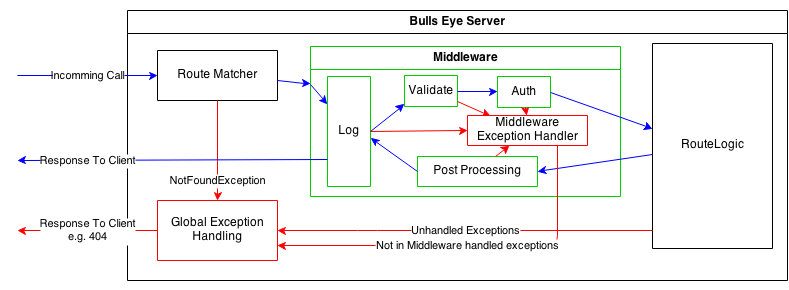 Bulls Eye Server
Middleware
Incomming Call
Route Matcher
Validate
Auth
Log
Middleware
Exception Handler
RouteLogic
Response To Client
Post Processing
NotFoundException
Response To Client
e.g. 404
Global Exception
Handling
Unhandled Exceptions
Not in Middleware handled exceptions